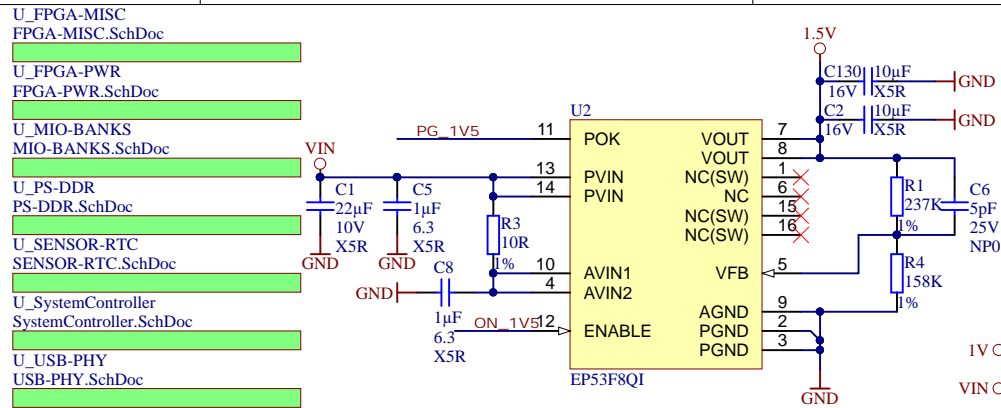 U_FPGA-MISC
FPGA-MISC.SchDoc
U_FPGA-PWR
FPGA-PWR.SchDoc
U_MIO-BANKS
MIO-BANKS.SchDoc
U_PS-DDR
PS-DDR.SchDoc
U_SENSOR-RTC
SENSOR-RTC.SchDoc
U_SystemController
SystemController.SchDoc
U_USB-PHY
USB-PHY.SchDoc
VIN
C1
22µF
10V
X5R
GND
C5
1µF
6.3
X5R
GND
R3
10R
1%
GND
C8
1µF
6.3
X5R
PG_1V5
ON_1V5
U2
11 POK
13 PVIN
14 PVIN
10 AVIN1
4 AVIN2
12 ENABLE
VOUT 7
VOUT 8
NC(SW) 1
NC 6
NC(SW) 15
NC(SW) 16
VFB 5
AGND 9
PGND 2
PGND 3
EP53F8QI
1.5V
C130 10µF
16V X5R
GND
C2 10µF
16V X5R
GND
R1
237K
1%
C6
5pF
25V
NP0
R4
158K
1%
GND
1V
VIN